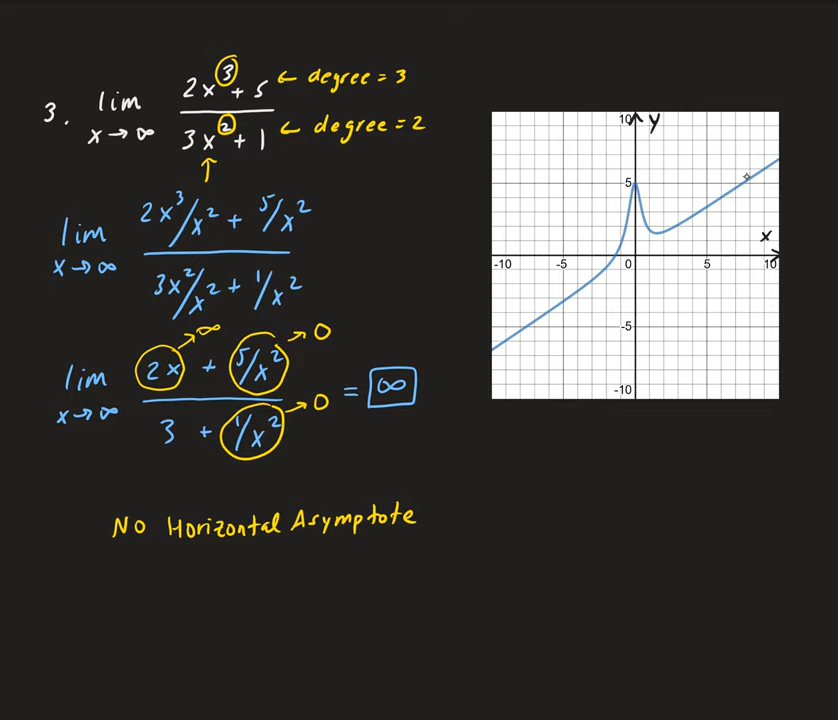 3. lim x→∞ (2x³ + 5)/(3x² + 1)
← degree = 3
← degree = 2
lim x→∞ (2x³/x² + 5/x²)/(3x²/x² + 1/x²)
lim x→∞ (2x + 5/x²)/(3 + 1/x²) = ∞
→ ∞
→ 0
→ 0
No Horizontal Asymptote
y
x
10
5
-10
-5
0
5
10
-5
-10